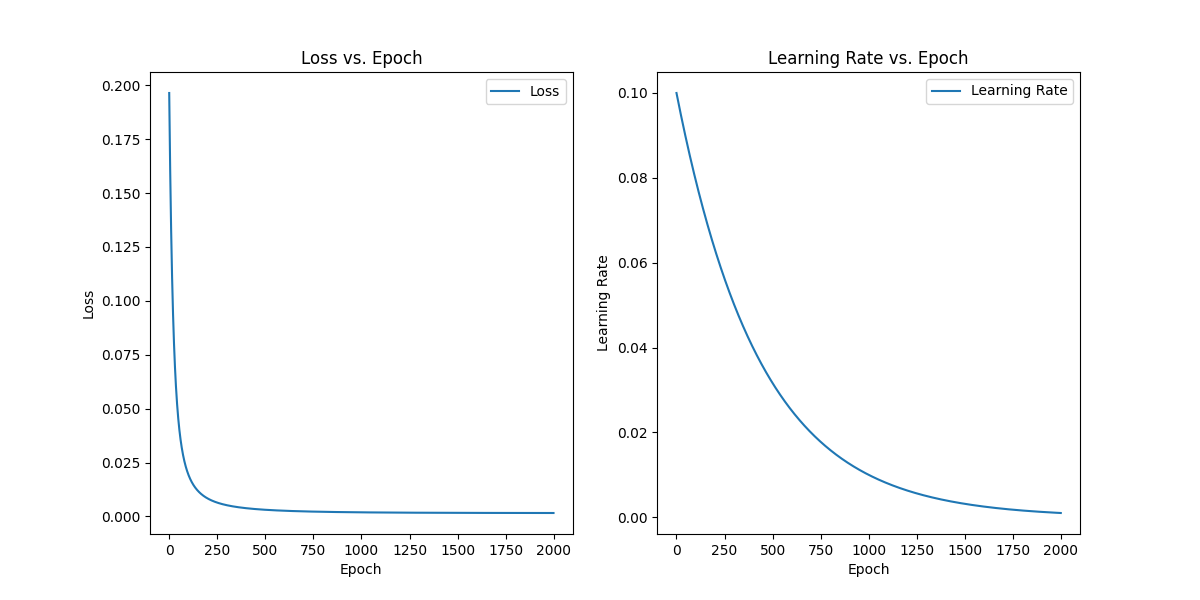 Loss vs. Epoch
Loss
0.200
0.175
0.150
0.125
0.100
0.075
0.050
0.025
0.000
Loss
0 250 500 750 1000 1250 1500 1750 2000
Epoch
Learning Rate vs. Epoch
Learning Rate
0.10
0.08
0.06
0.04
0.02
0.00
Learning Rate
0 250 500 750 1000 1250 1500 1750 2000
Epoch